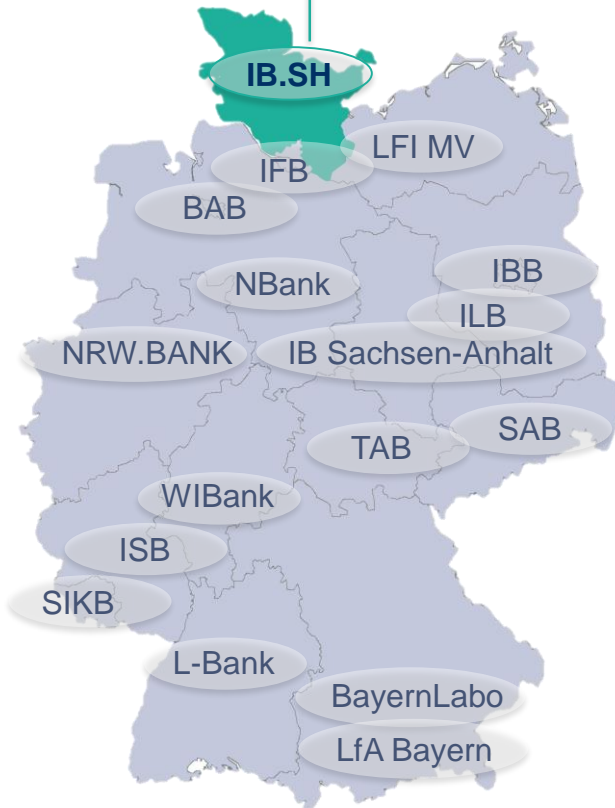 IB.SH
LFI MV
IFB
BAB
IBB
NBank
ILB
NRW.BANK
IB Sachsen-Anhalt
SAB
TAB
WIBank
ISB
SIKB
L-Bank
BayernLabo
LfA Bayern